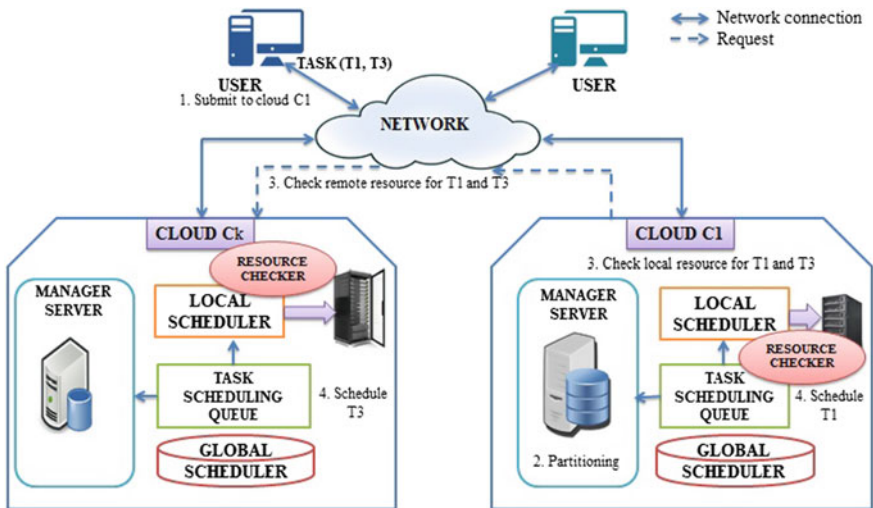 Network connection
Request
TASK (T1, T3)
USER
USER
1. Submit to cloud C1
NETWORK
3. Check remote resource for T1 and T3
CLOUD Ck
CLOUD C1
RESOURCE
CHECKER
3. Check local resource for T1 and T3
MANAGER
SERVER
LOCAL
SCHEDULER
TASK
SCHEDULING
QUEUE
4. Schedule
T3
GLOBAL
SCHEDULER
MANAGER
SERVER
LOCAL
SCHEDULER
RESOURCE
CHECKER
TASK
SCHEDULING
QUEUE
4. Schedule
T1
2. Partitioning
GLOBAL
SCHEDULER